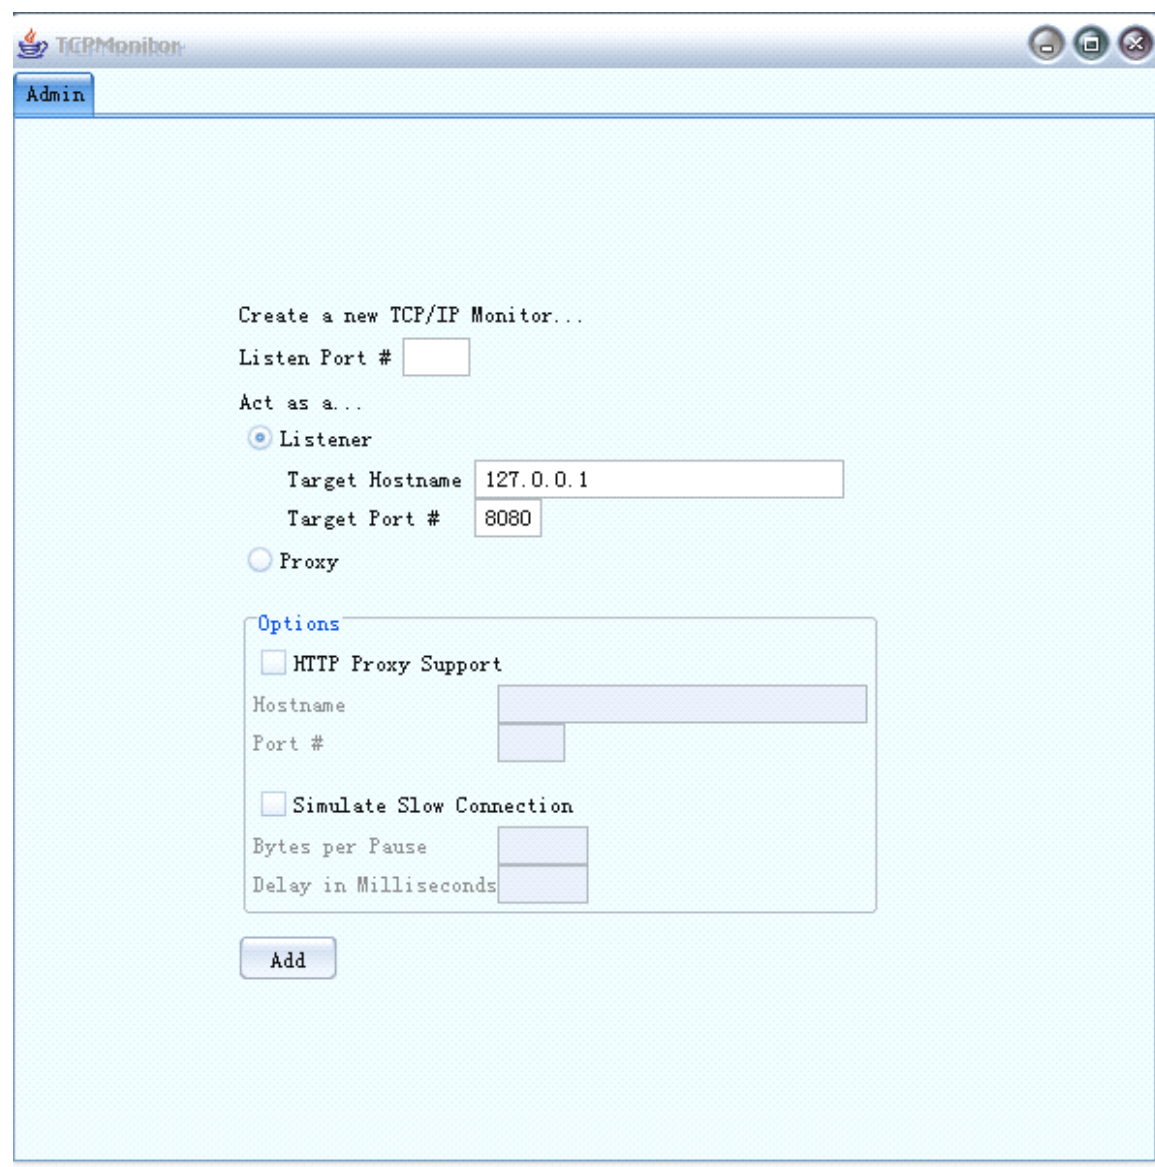 TCPMonitor
Admin
Create a new TCP/IP Monitor...
Listen Port #
Act as a...
Listener
Target Hostname 127.0.0.1
Target Port # 8080
Proxy
Options
HTTP Proxy Support
Hostname
Port #
Simulate Slow Connection
Bytes per Pause
Delay in Milliseconds
Add